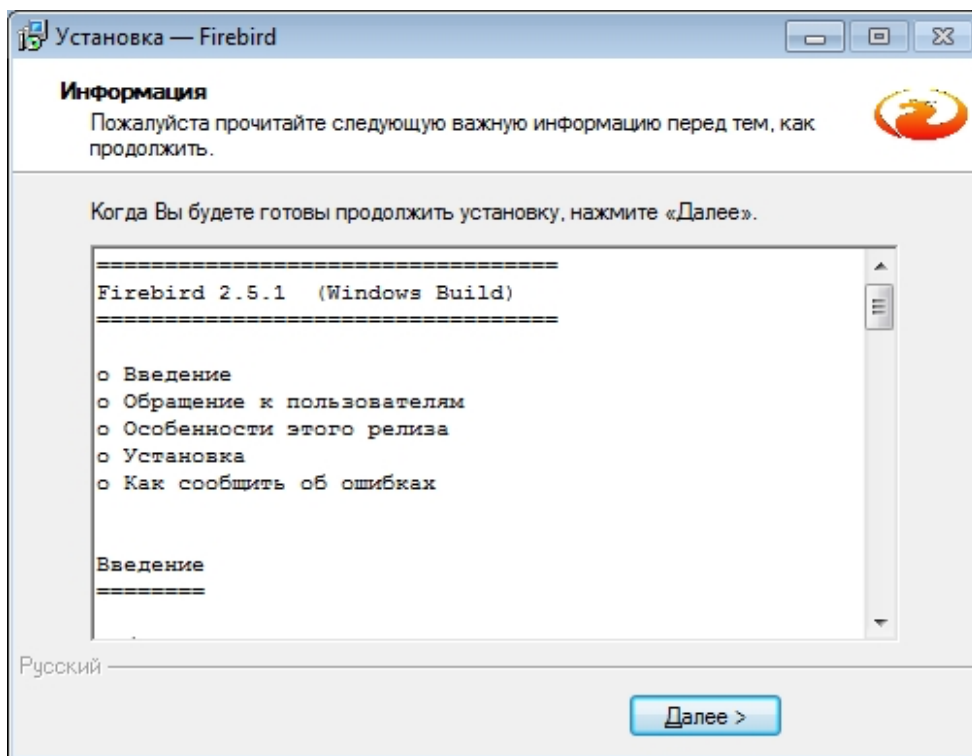 Установка — Firebird
Информация
Пожалуйста прочитайте следующую важную информацию перед тем, как
продолжить.
Когда Вы будете готовы продолжить установку, нажмите «Далее».
==================================
Firebird 2.5.1  (Windows Build)
==================================
o Введение
o Обращение к пользователям
o Особенности этого релиза
o Установка
o Как сообщить об ошибках
Введение
========
Русский
Далее >